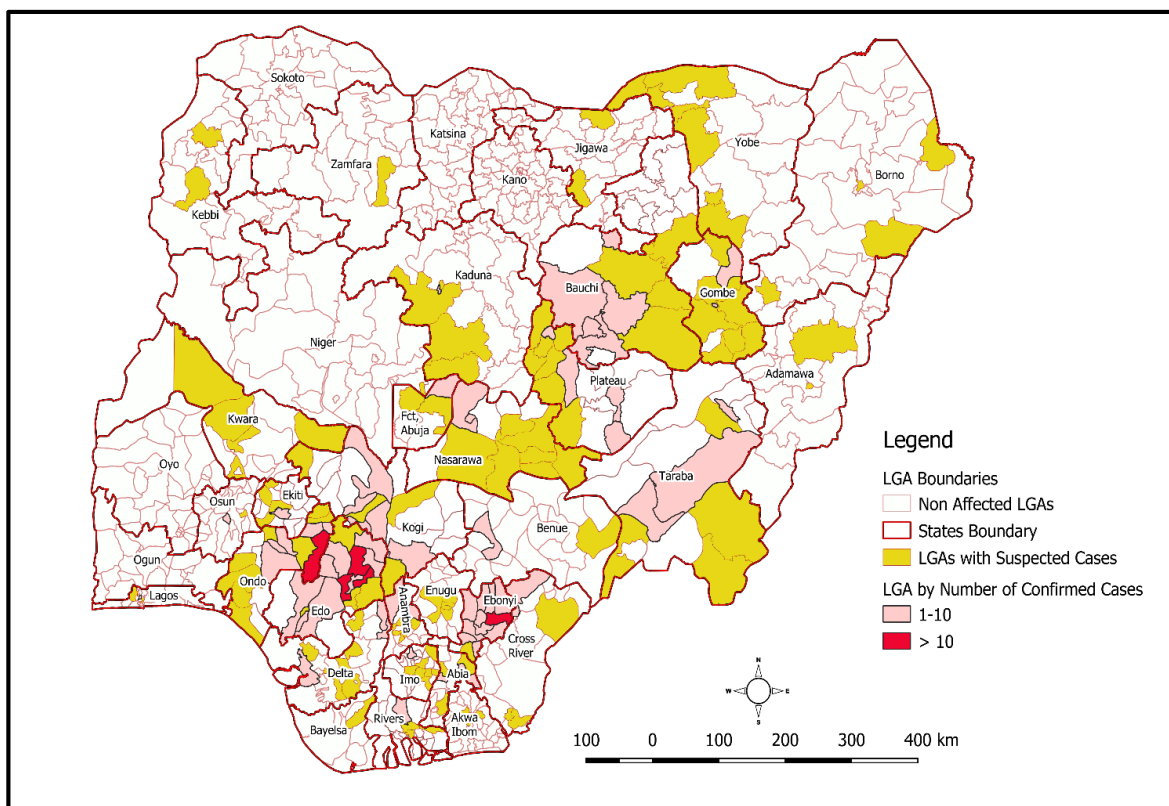 Sokoto
Katsina
Jigawa
Yobe
Zamfara
Kano
Borno
Kebbi
Kaduna
Bauchi
Gombe
Niger
Plateau
Adamawa
Fct,
Abuja
Kwara
Nasarawa
Oyo
Taraba
Ekiti
Osun
Kogi
Benue
Ogun
Ondo
Enugu
Lagos
Edo
Anambra
Ebonyi
Cross
River
Delta
Imo
Abia
Bayelsa
Rivers
Akwa
Ibom
Legend
LGA Boundaries
Non Affected LGAs
States Boundary
LGAs with Suspected Cases
LGA by Number of Confirmed Cases
1-10
> 10
N
W
E
S
100 0 100 200 300 400 km